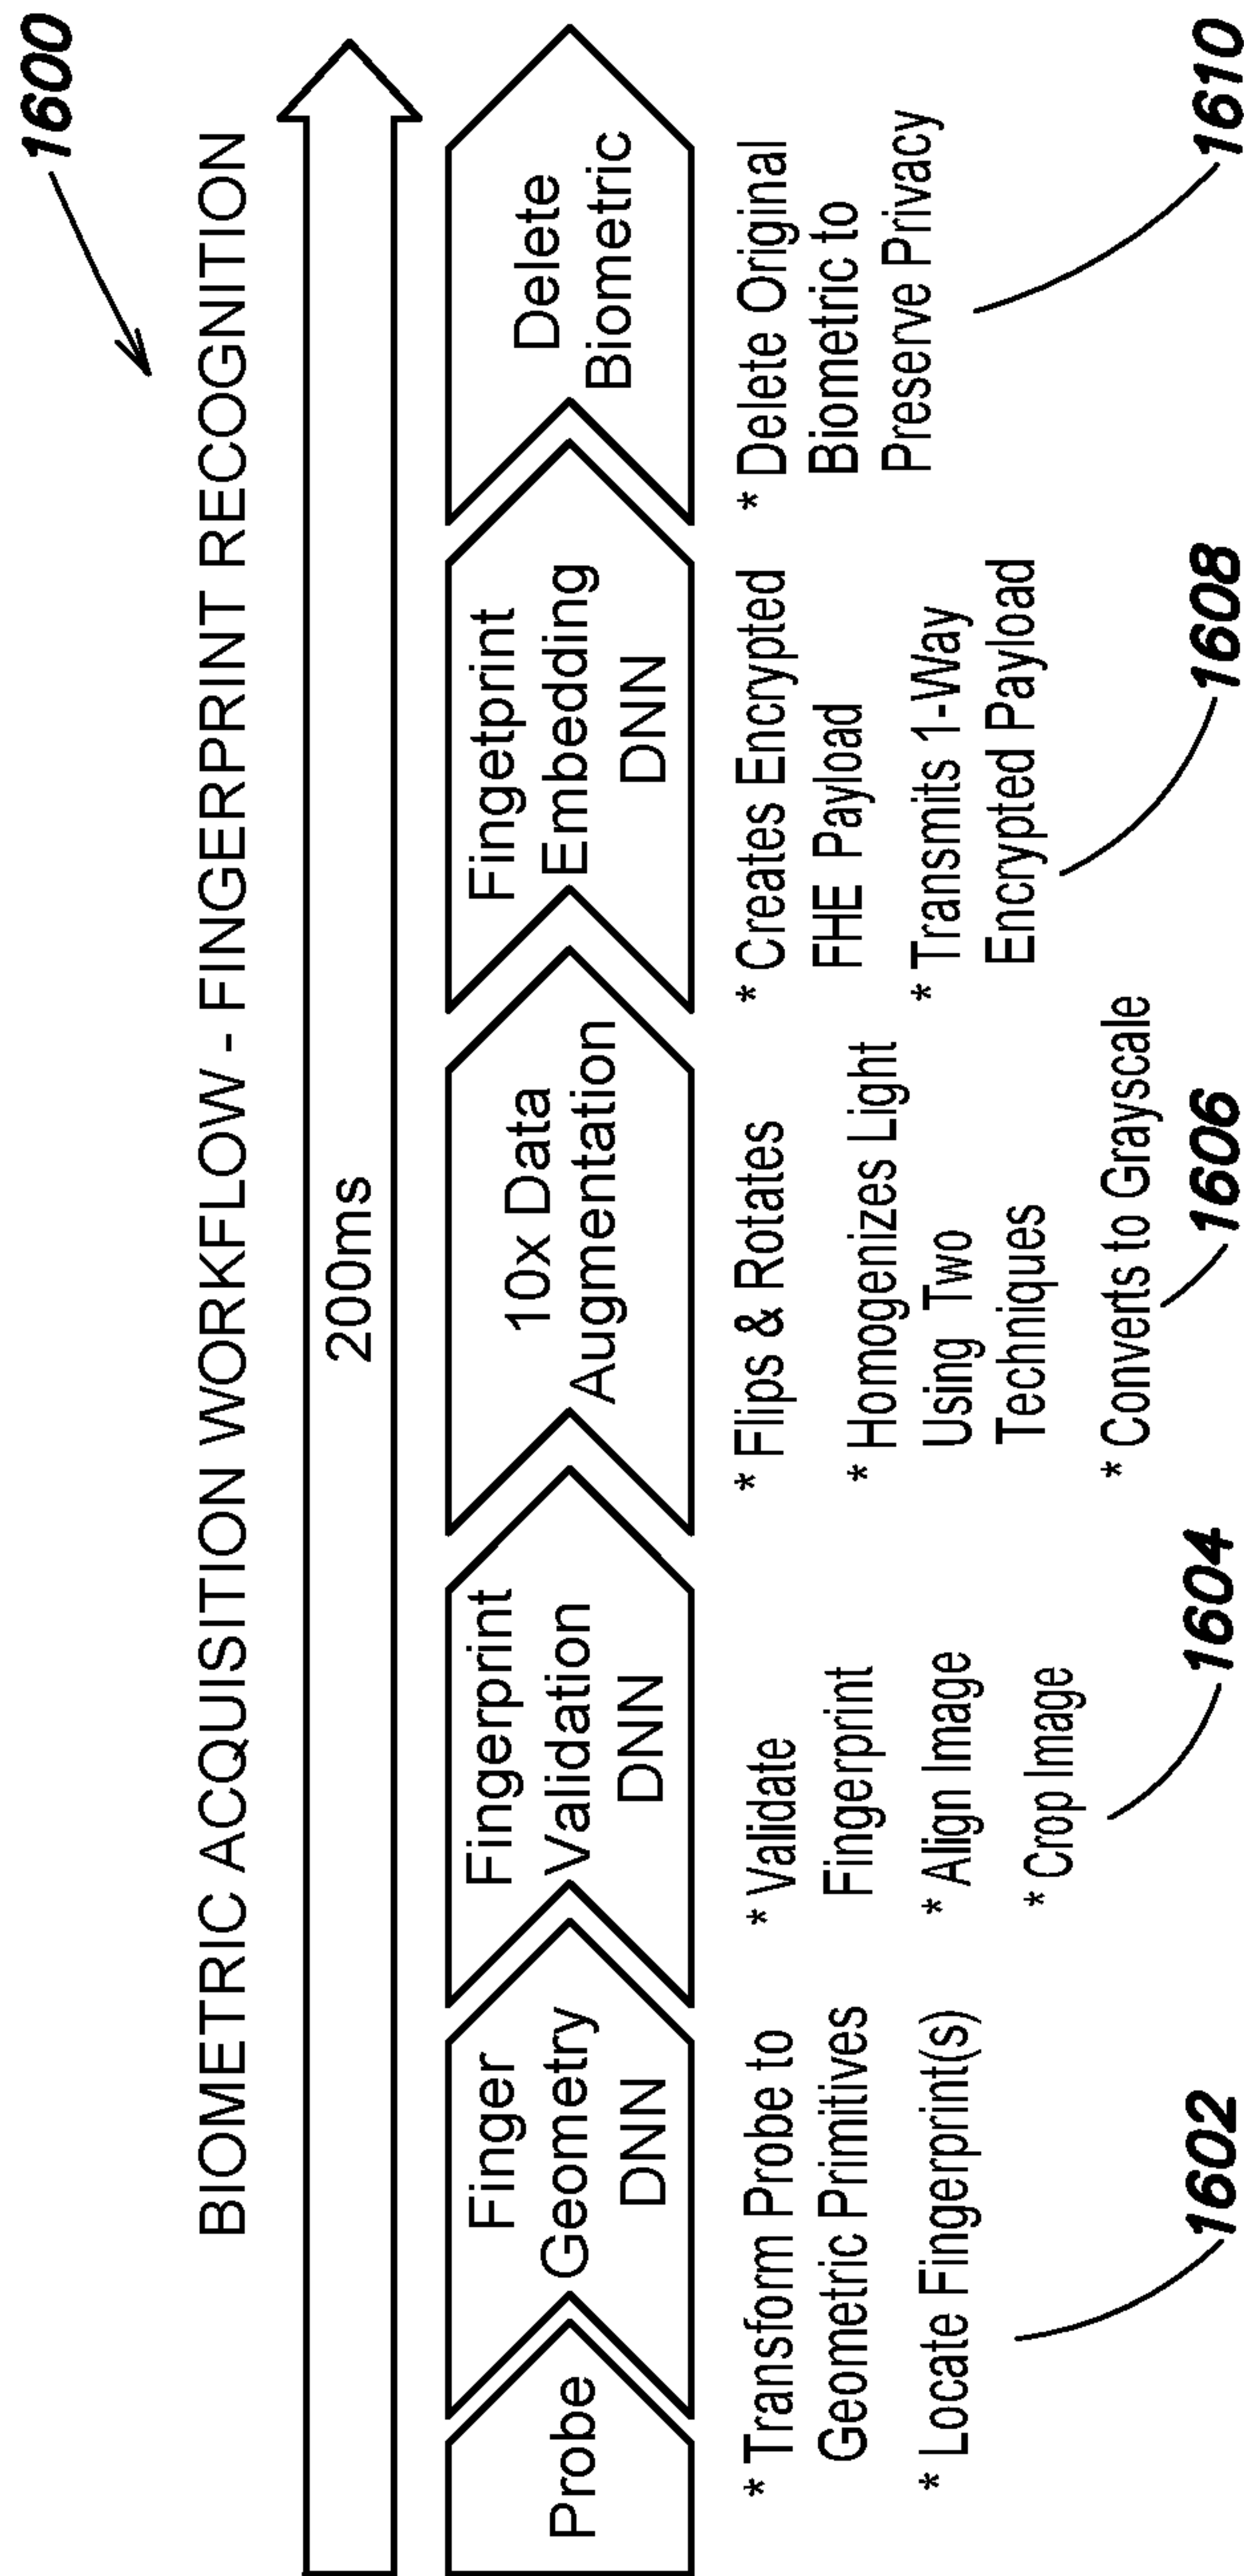 1600
BIOMETRIC ACQUISITION WORKFLOW - FINGERPRINT RECOGNITION
200ms
Probe
Finger
Geometry
DNN
Fingerprint
Validation
DNN
10x Data
Augmentation
Fingetprint
Embedding
DNN
Delete
Biometric
* Transform Probe to
Geometric Primitives
* Locate Fingerprint(s)
1602
* Validate
Fingerprint
* Align Image
* Crop Image
1604
* Flips & Rotates
* Homogenizes Light
Using Two
Techniques
* Converts to Grayscale
1606
* Creates Encrypted
FHE Payload
* Transmits 1-Way
Encrypted Payload
1608
* Delete Original
Biometric to
Preserve Privacy
1610